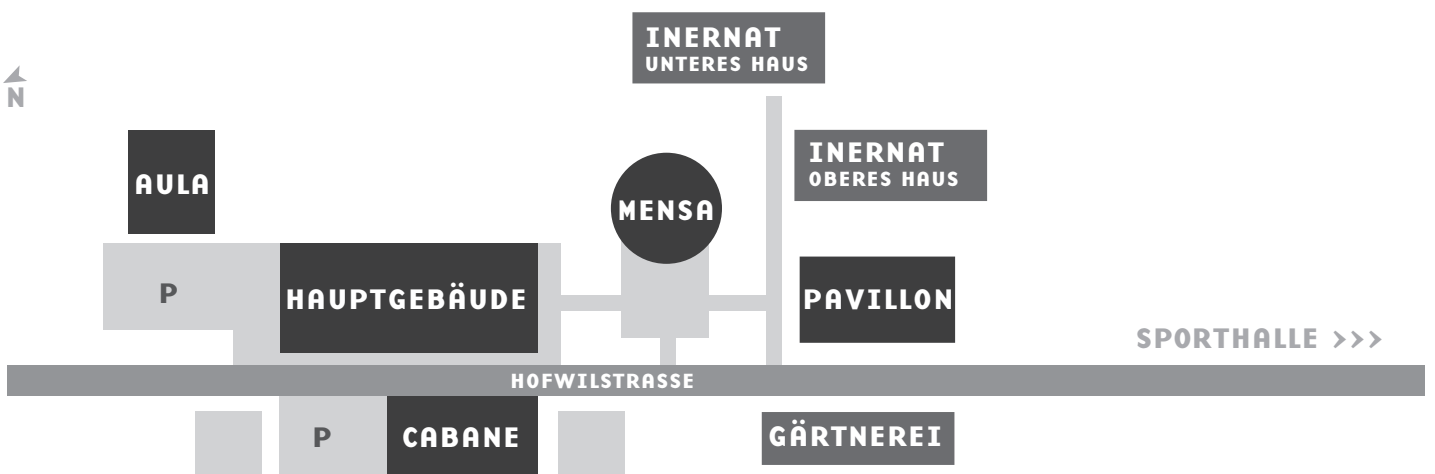 INERNAT
UNTERES HAUS
N
INERNAT
OBERES HAUS
AULA
MENSA
P
HAUPTGEBÄUDE
PAVILLON
SPORTHALLE >>>
HOFWILSTRASSE
P
CABANE
GÄRTNEREI